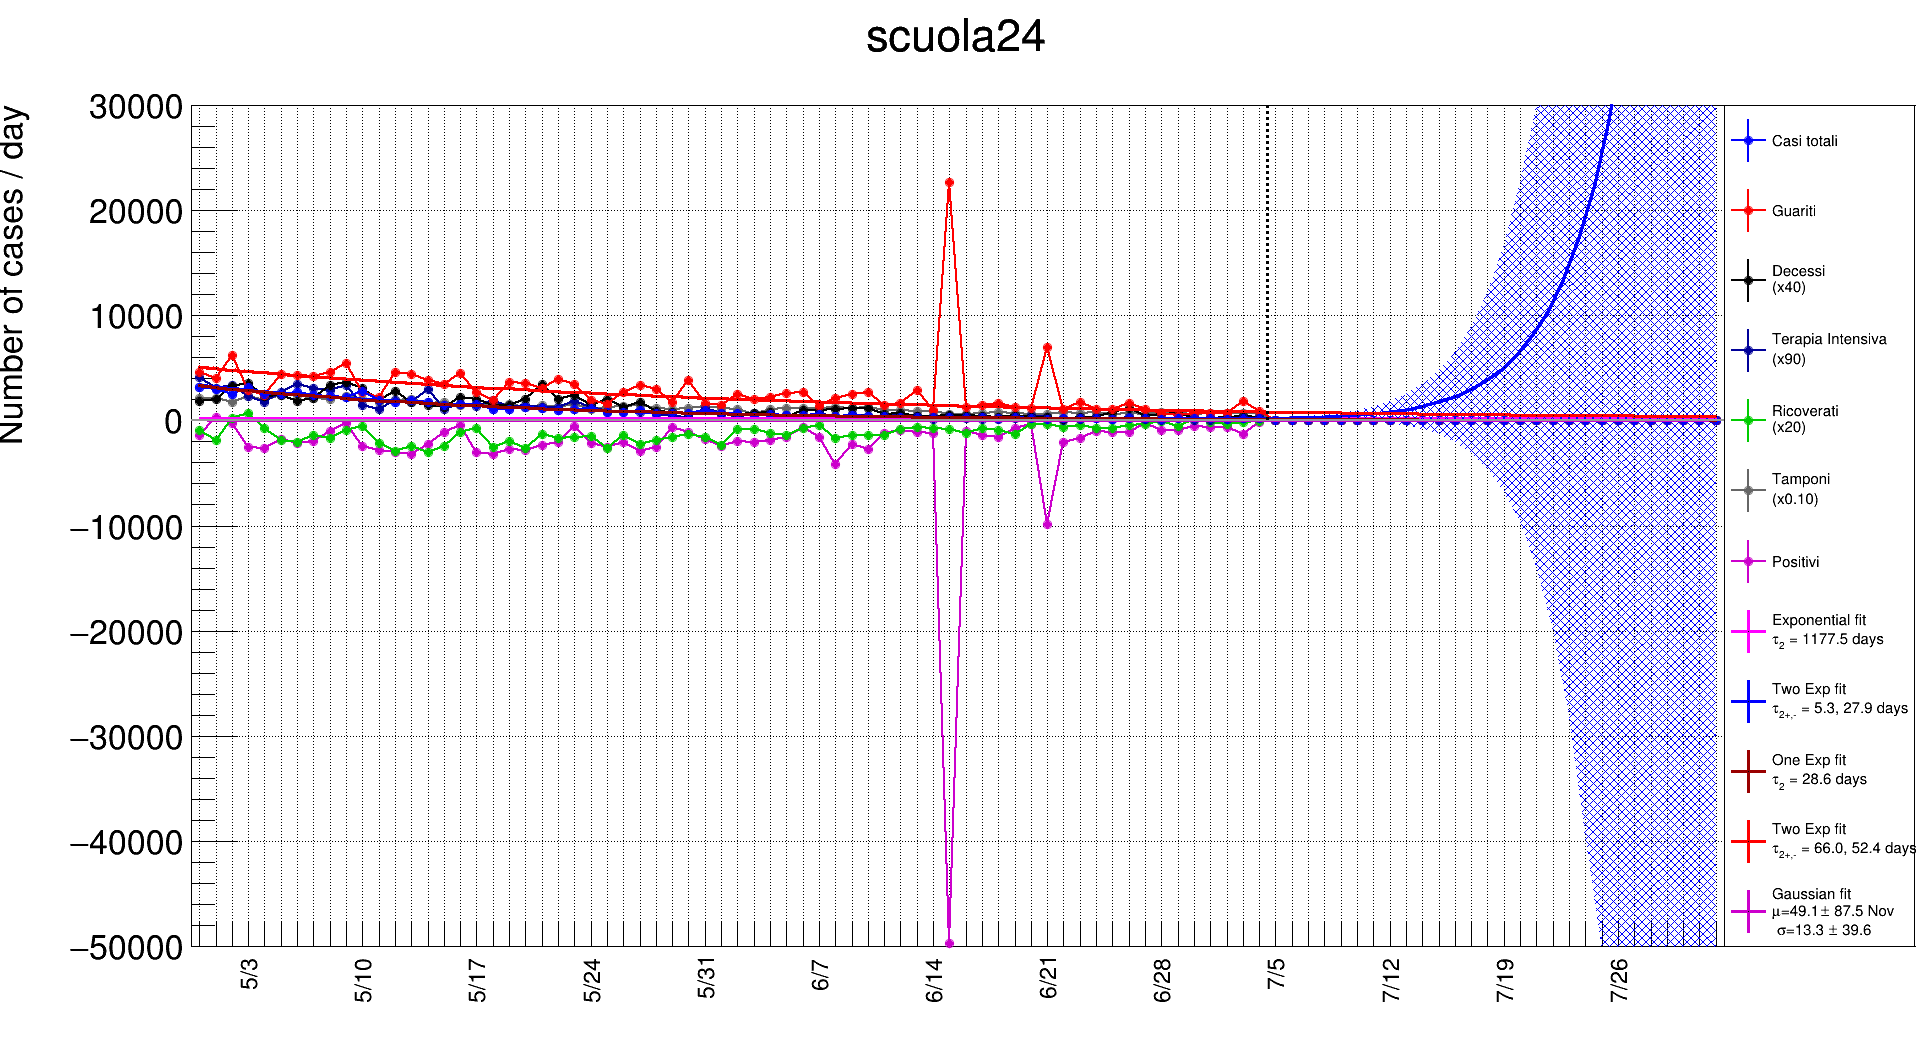 scuola24
Number of cases / day
30000
20000
10000
0
−10000
−20000
−30000
−40000
−50000
5/3
5/10
5/17
5/24
5/31
6/7
6/14
6/21
6/28
7/5
7/12
7/19
7/26
Casi totali
Guariti
Decessi
(x40)
Terapia Intensiva
(x90)
Ricoverati
(x20)
Tamponi
(x0.10)
Positivi
Exponential fit
τ2 = 1177.5 days
Two Exp fit
τ2+,- = 5.3, 27.9 days
One Exp fit
τ2 = 28.6 days
Two Exp fit
τ2+,- = 66.0, 52.4 days
Gaussian fit
μ=49.1± 87.5 Nov
σ=13.3 ± 39.6